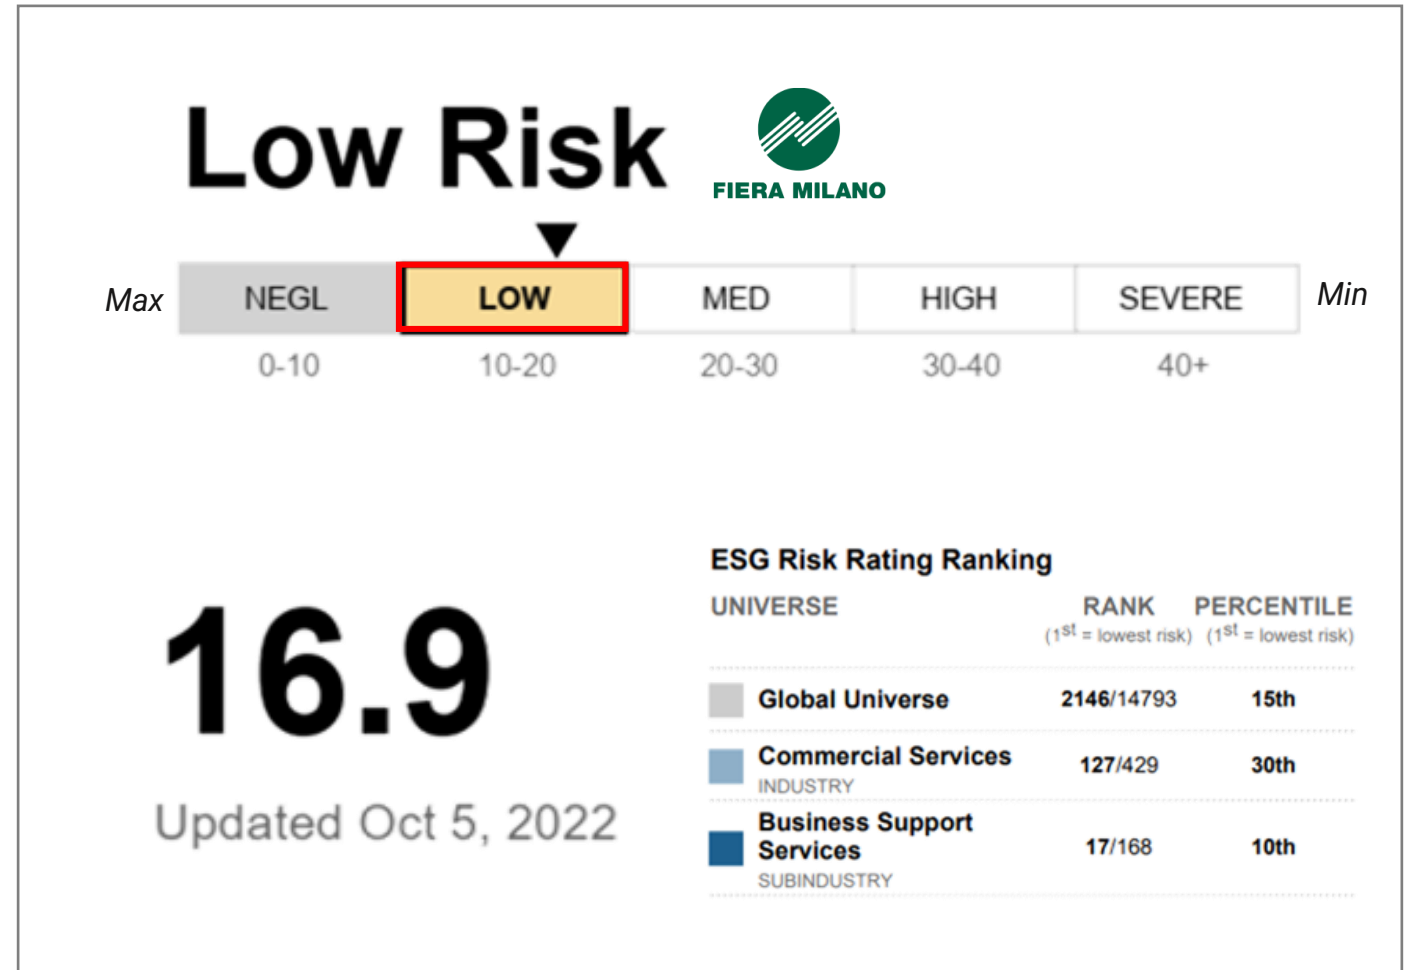 Low Risk
FIERA MILANO
Max NEGL LOW MED HIGH SEVERE Min
0-10 10-20 20-30 30-40 40+
ESG Risk Rating Ranking
UNIVERSE RANK PERCENTILE
(1st = lowest risk) (1st = lowest risk)
Global Universe 2146/14793 15th
Commercial Services 127/429 30th
INDUSTRY
Business Support
Services 17/168 10th
SUBINDUSTRY
16.9
Updated Oct 5, 2022